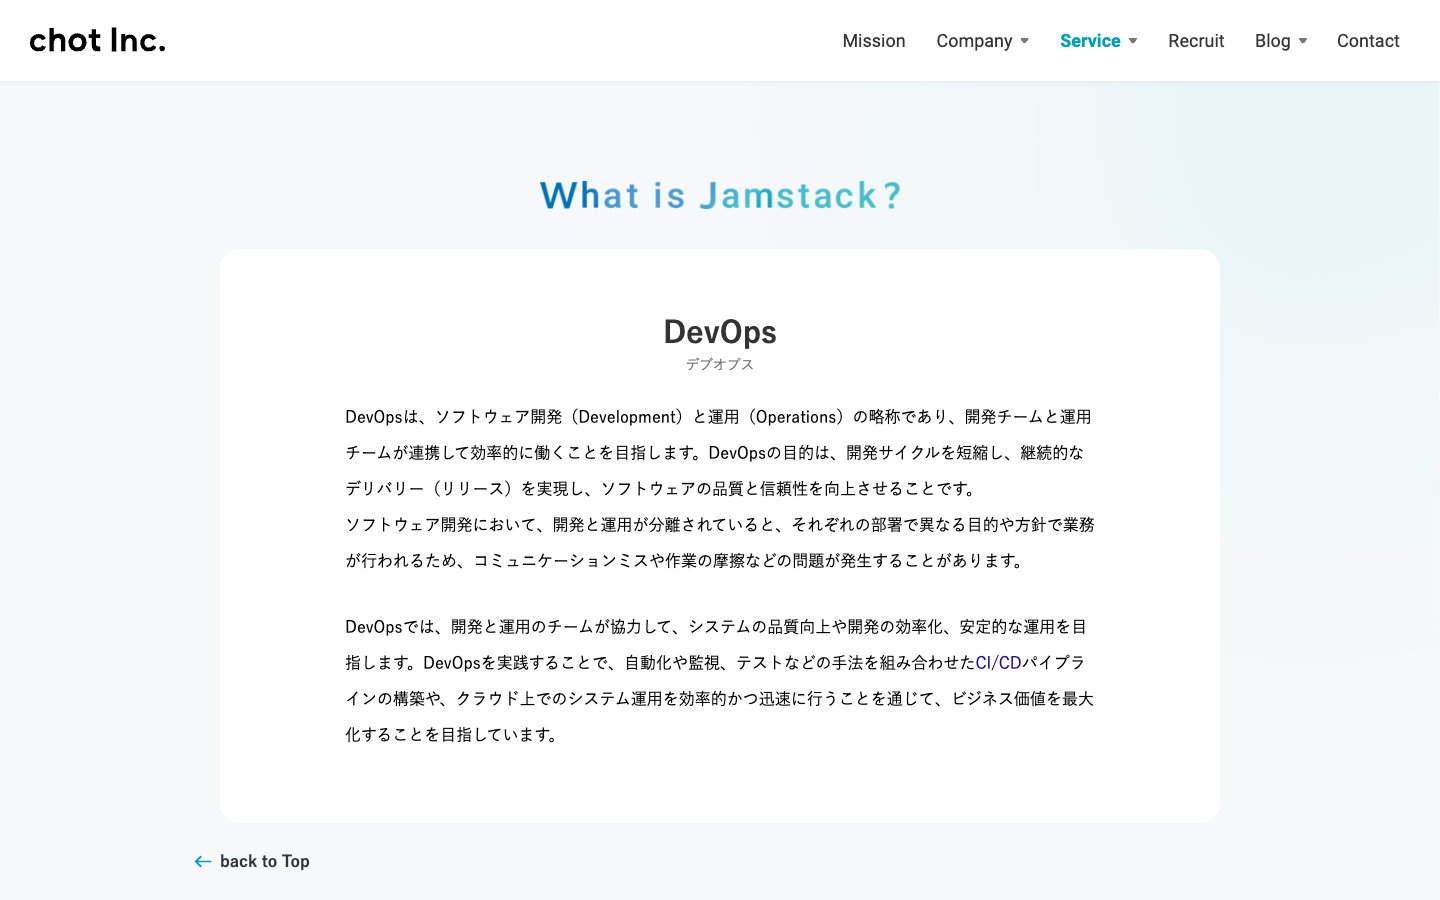 chot Inc.
Mission Company Service Recruit Blog Contact
What is Jamstack?
DevOps
デブオプス
DevOpsは、ソフトウェア開発（Development）と運用（Operations）の略称であり、開発チームと運用
チームが連携して効率的に働くことを目指します。DevOpsの目的は、開発サイクルを短縮し、継続的な
デリバリー（リリース）を実現し、ソフトウェアの品質と信頼性を向上させることです。
ソフトウェア開発において、開発と運用が分離されていると、それぞれの部署で異なる目的や方針で業務
が行われるため、コミュニケーションミスや作業の摩擦などの問題が発生することがあります。
DevOpsでは、開発と運用のチームが協力して、システムの品質向上や開発の効率化、安定的な運用を目
指します。DevOpsを実践することで、自動化や監視、テストなどの手法を組み合わせたCI/CDパイプラ
インの構築や、クラウド上でのシステム運用を効率的かつ迅速に行うことを通じて、ビジネス価値を最大
化することを目指しています。
back to Top